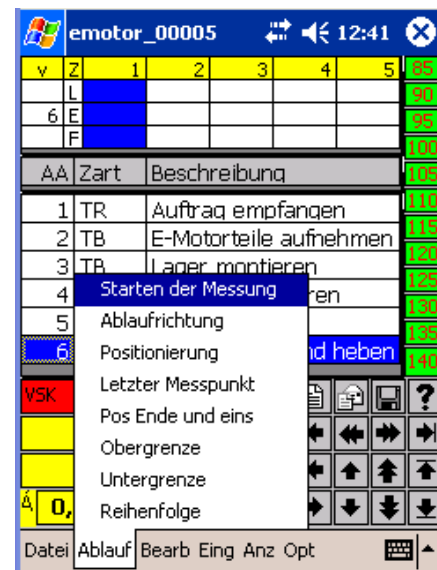 emotor_00005 12:41
v Z 1 2 3 4 5 85
L 90
6 E 95
F 100
AA Zart Beschreibung 105
1 TR Auftrag empfangen 110
2 TB E-Motorteile aufnehmen 115
120
3 TB Lager montieren 125
4 Starten der Messung ren 130
5 Ablaufrichtung 135
6 Positionierung nd heben 140
VSK Letzter Messpunkt ?
Pos Ende und eins
Obergrenze
Untergrenze
0, Reihenfolge
Datei Ablauf Bearb Eing Anz Opt